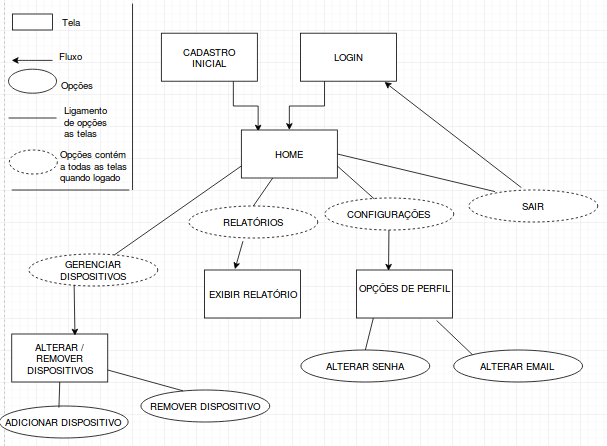 Tela
Fluxo
Opções
Ligamento
de opções
as telas
Opções contém
a todas as telas
quando logado
CADASTRO
INICIAL
LOGIN
HOME
RELATÓRIOS
CONFIGURAÇÕES
SAIR
GERENCIAR
DISPOSITIVOS
EXIBIR RELATÓRIO
OPÇÕES DE PERFIL
ALTERAR /
REMOVER
DISPOSITIVOS
ALTERAR SENHA
ALTERAR EMAIL
ADICIONAR DISPOSITIVO
REMOVER DISPOSITIVO